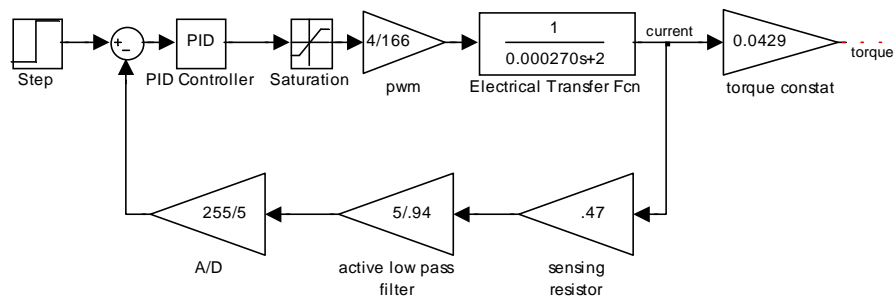 +
-
PID
4/166
1
0.000270s+2
current
0.0429
torque
Step
PID Controller
Saturation
pwm
Electrical Transfer Fcn
torque constat
255/5
5/.94
.47
A/D
active low pass
filter
sensing
resistor